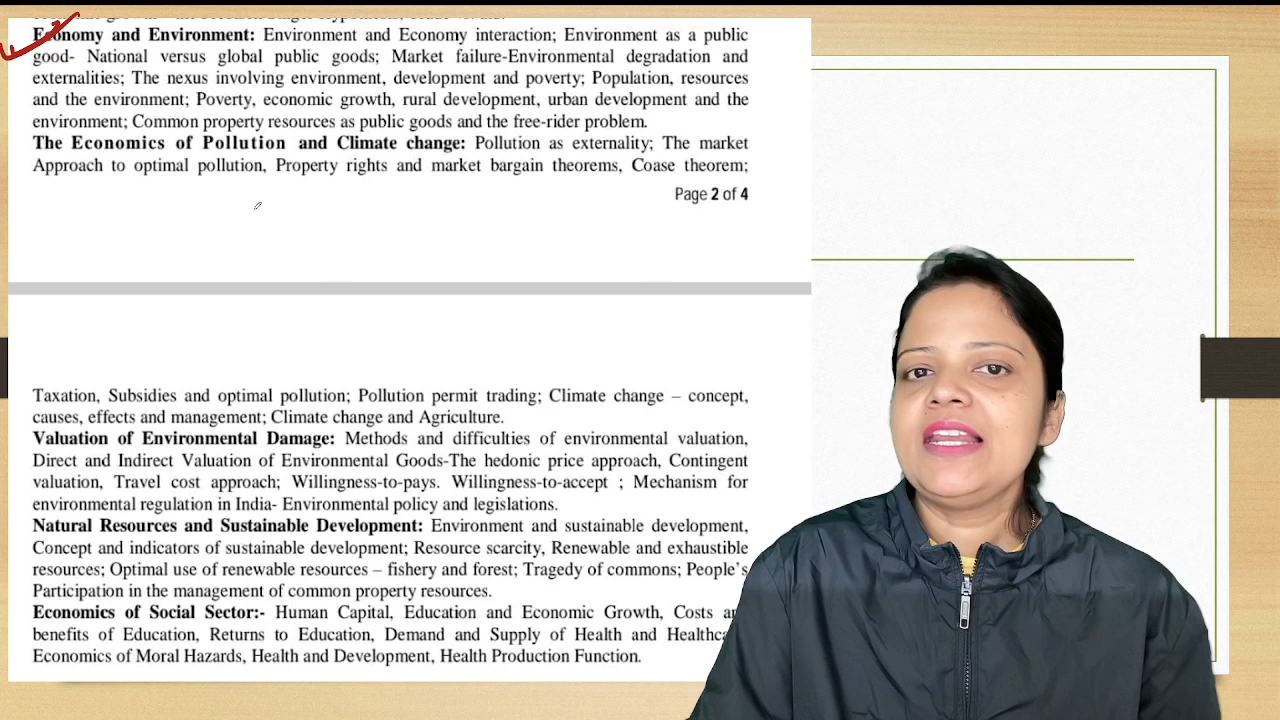 Economy and Environment: Environment and Economy interaction; Environment as a public
good- National versus global public goods; Market failure-Environmental degradation and
externalities; The nexus involving environment, development and poverty; Population, resources
and the environment; Poverty, economic growth, rural development, urban development and the
environment; Common property resources as public goods and the free-rider problem.
The Economics of Pollution and Climate change: Pollution as externality; The market
Approach to optimal pollution, Property rights and market bargain theorems, Coase theorem;
Page 2 of 4
Taxation, Subsidies and optimal pollution; Pollution permit trading; Climate change – concept,
causes, effects and management; Climate change and Agriculture.
Valuation of Environmental Damage: Methods and difficulties of environmental valuation,
Direct and Indirect Valuation of Environmental Goods-The hedonic price approach, Contingent
valuation, Travel cost approach; Willingness-to-pays. Willingness-to-accept ; Mechanism for
environmental regulation in India- Environmental policy and legislations.
Natural Resources and Sustainable Development: Environment and sustainable development,
Concept and indicators of sustainable development; Resource scarcity, Renewable and exhaustible
resources; Optimal use of renewable resources – fishery and forest; Tragedy of commons; People's
Participation in the management of common property resources.
Economics of Social Sector:- Human Capital, Education and Economic Growth, Costs
benefits of Education, Returns to Education, Demand and Supply of Health and
Economics of Moral Hazards, Health and Development, Health Production Function.